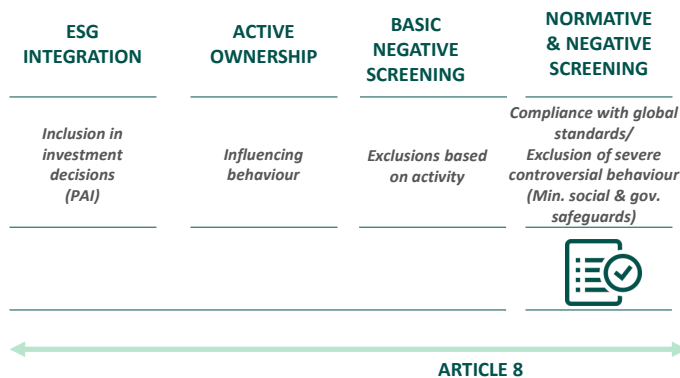 ESG
INTEGRATION
ACTIVE
OWNERSHIP
BASIC
NEGATIVE
SCREENING
NORMATIVE
& NEGATIVE
SCREENING
Inclusion in
investment
decisions
(PAI)
Influencing
behaviour
Exclusions based
on activity
Compliance with global
standards/
Exclusion of severe
controversial behaviour
(Min. social & gov.
safeguards)
ARTICLE 8